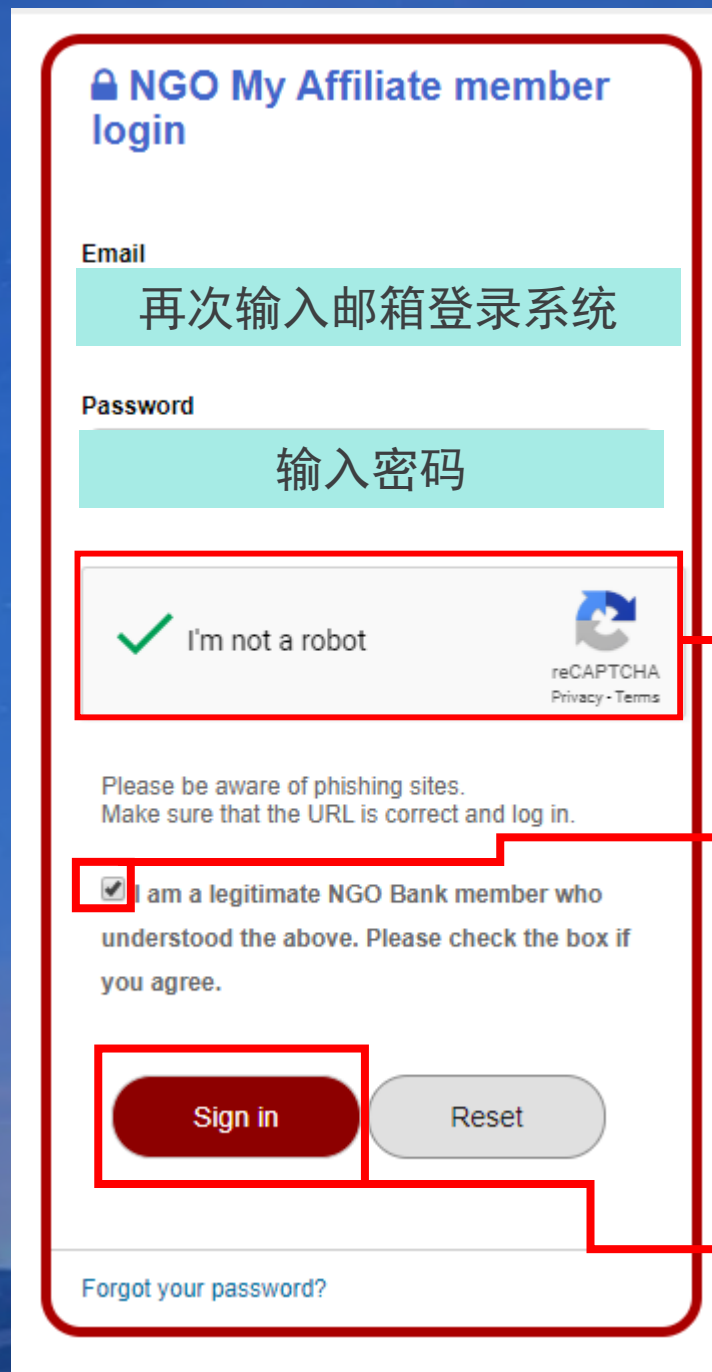 NGO My Affiliate member
login
Email
再次输入邮箱登录系统
Password
输入密码
I'm not a robot
reCAPTCHA
Privacy - Terms
Please be aware of phishing sites.
Make sure that the URL is correct and log in.
I am a legitimate NGO Bank member who
understood the above. Please check the box if
you agree.
Sign in
Reset
Forgot your password?